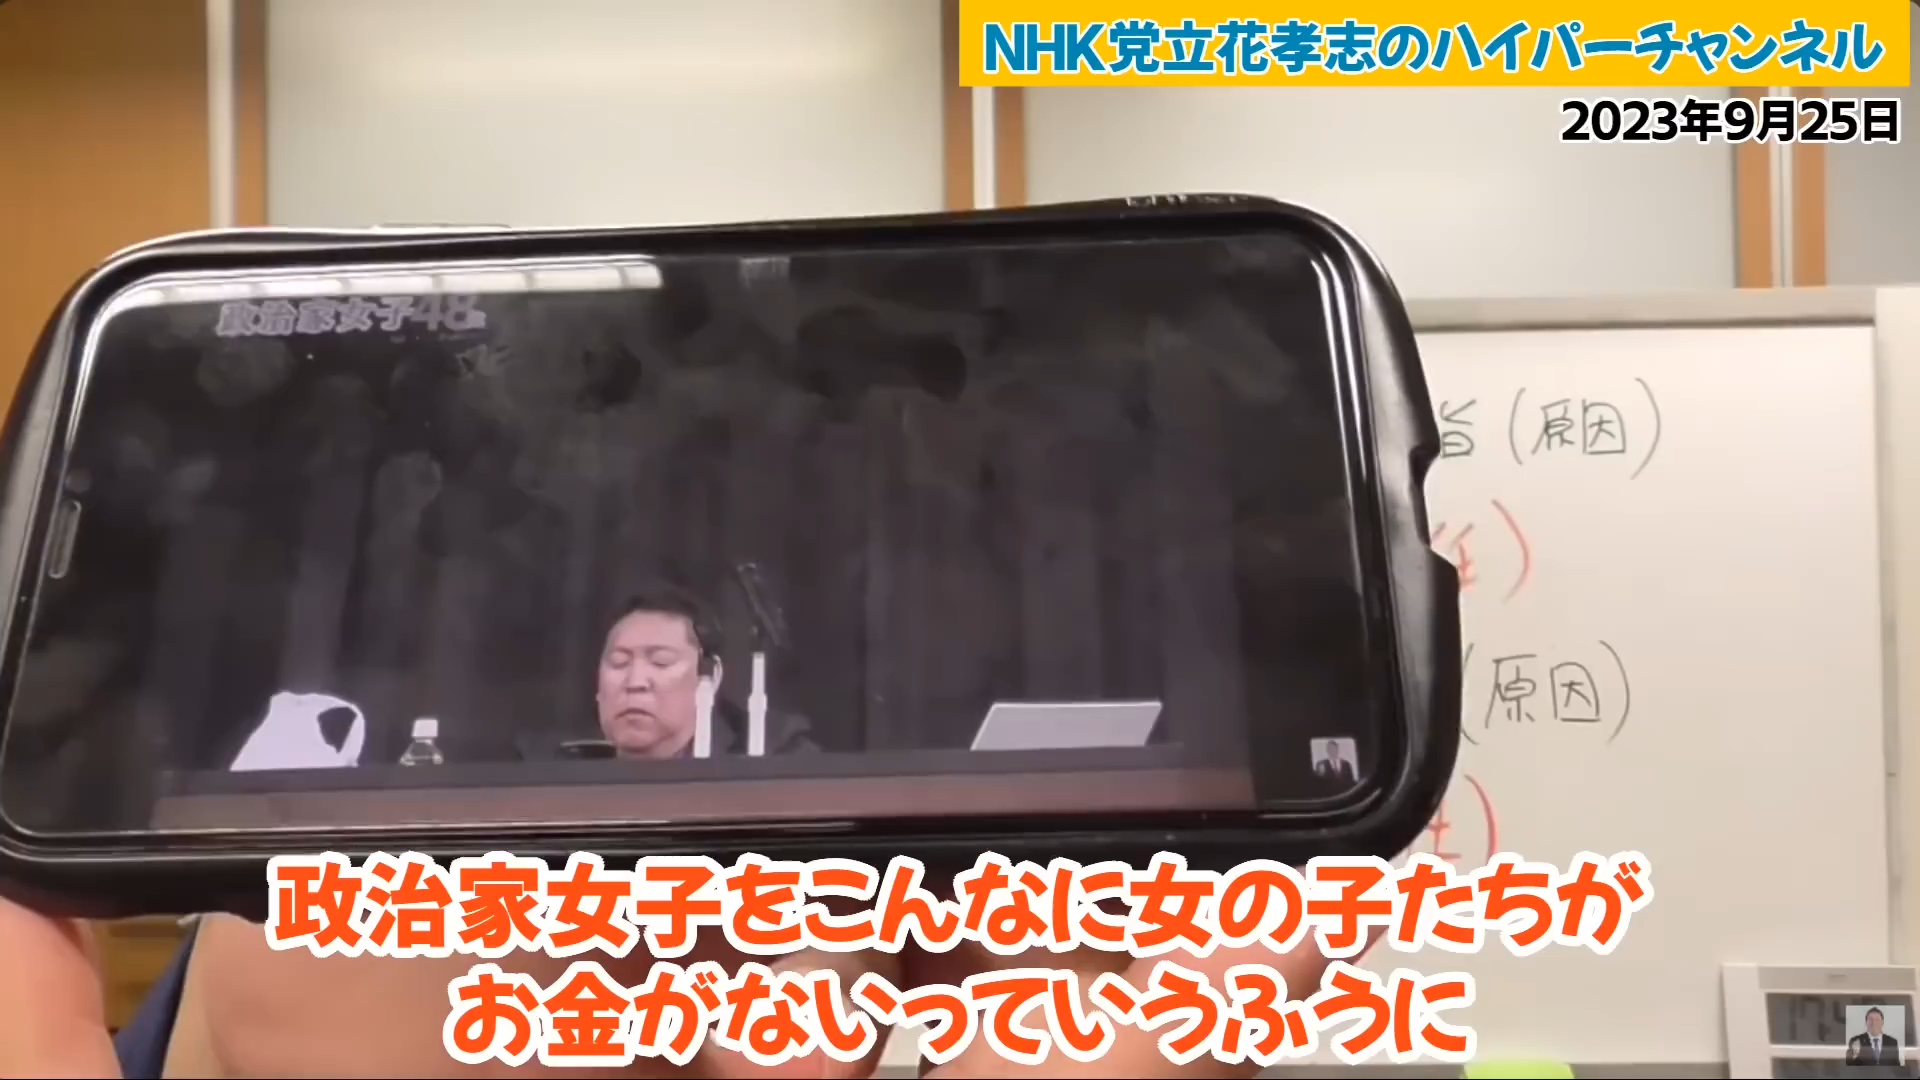 NHK党立花孝志のハイパーチャンネル
2023年9月25日
政治家女子48
旨(原因)
任)
(原因)
任)
政治家女子をこんなに女の子たちが
お金がないっていうふうに